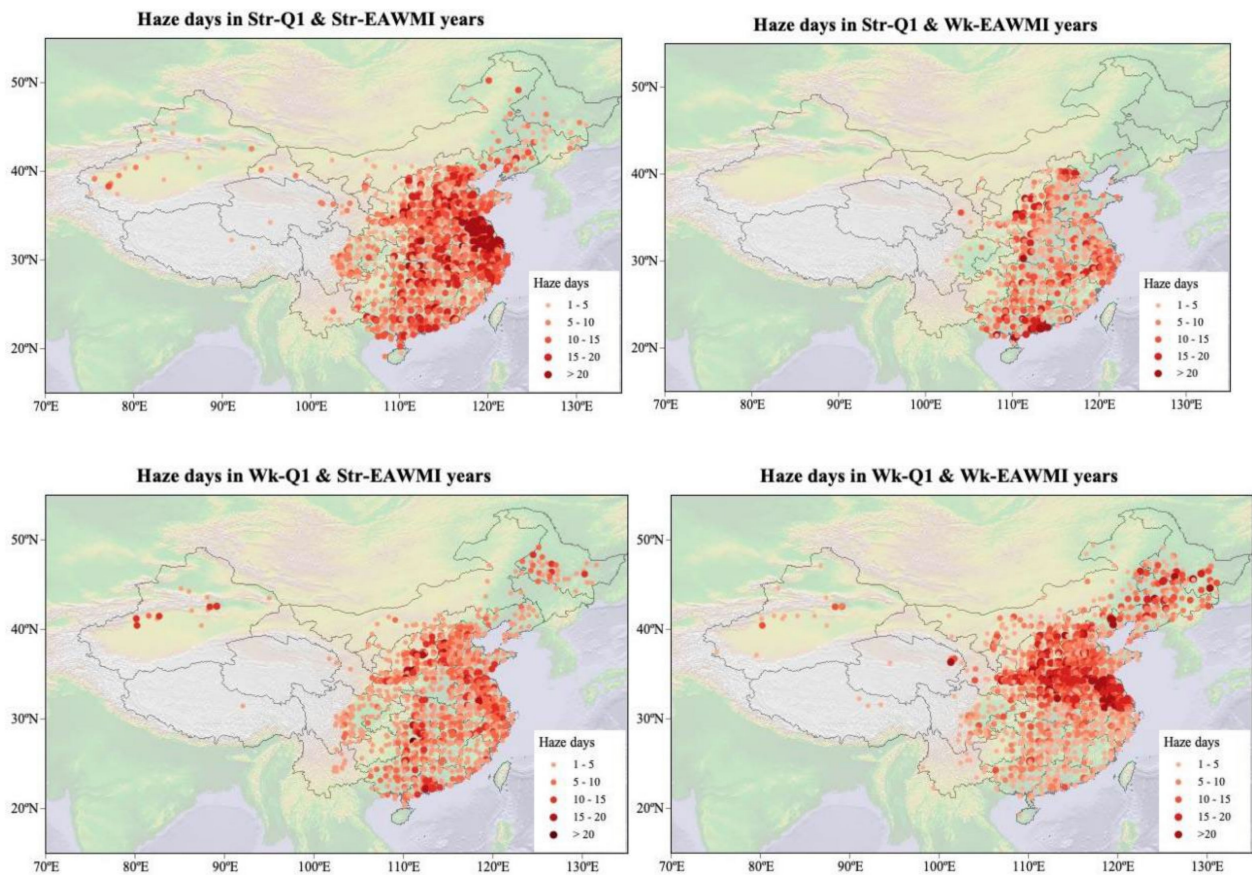 Haze days in Str-Q1 & Str-EAWMI years
50ºN
40ºN
30ºN
20ºN
70ºE 80ºE 90ºE 100ºE 110ºE 120ºE 130ºE
Haze days
1 - 5
5 - 10
10 - 15
15 - 20
> 20
Haze days in Str-Q1 & Wk-EAWMI years
50ºN
40ºN
30ºN
20ºN
70ºE 80ºE 90ºE 100ºE 110ºE 120ºE 130ºE
Haze days
1 - 5
5 - 10
10 - 15
15 - 20
> 20
Haze days in Wk-Q1 & Str-EAWMI years
50ºN
40ºN
30ºN
20ºN
70ºE 80ºE 90ºE 100ºE 110ºE 120ºE 130ºE
Haze days
1 - 5
5 - 10
10 - 15
15 - 20
> 20
Haze days in Wk-Q1 & Wk-EAWMI years
50ºN
40ºN
30ºN
20ºN
70ºE 80ºE 90ºE 100ºE 110ºE 120ºE 130ºE
Haze days
1 - 5
5 - 10
10 - 15
15 - 20
>20